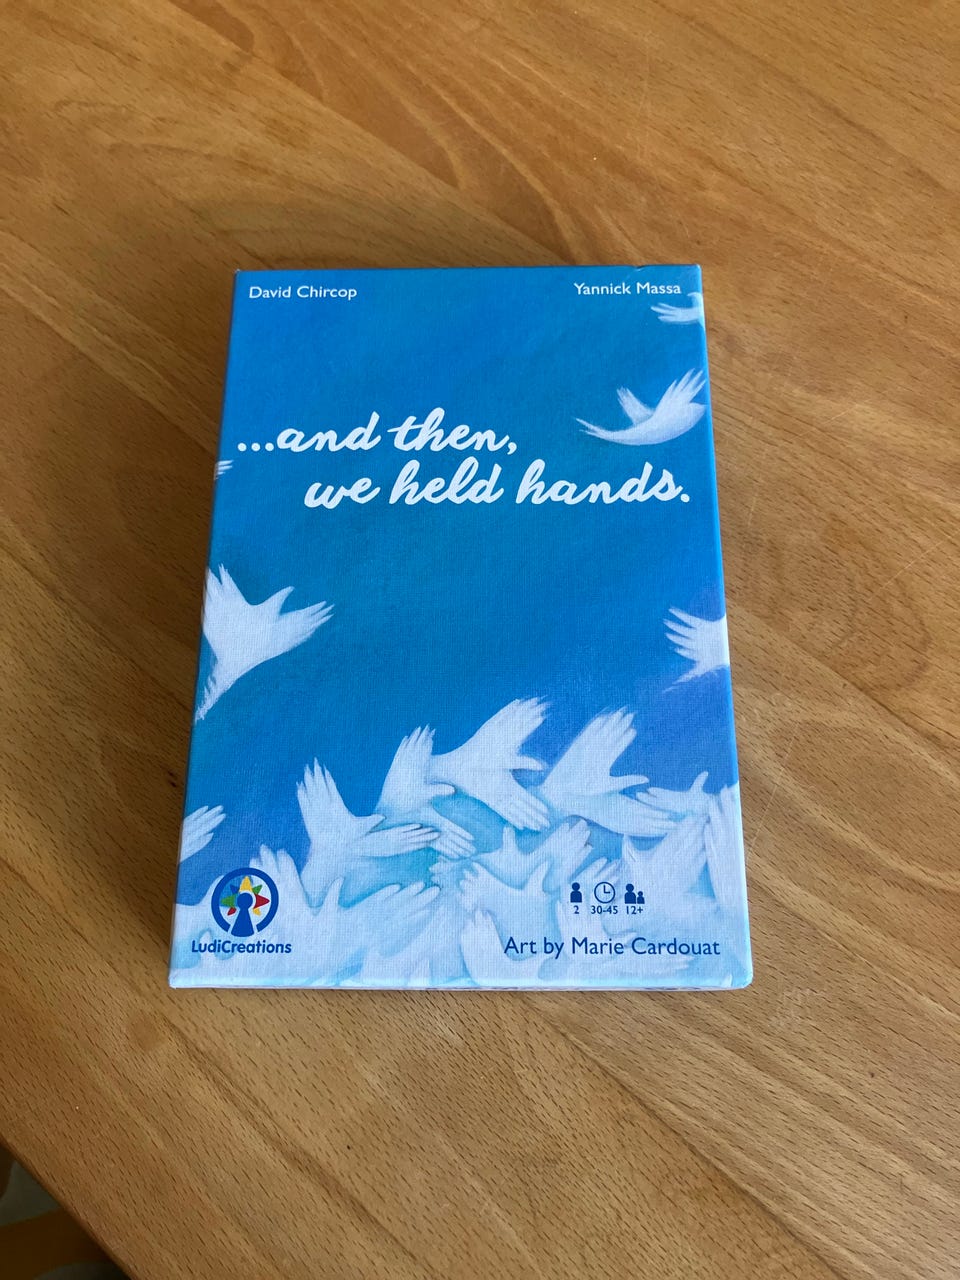 David Chircop
Yannick Massa
...and then,
we held hands.
2
30-45
12+
LudiCreations
Art by Marie Cardouat